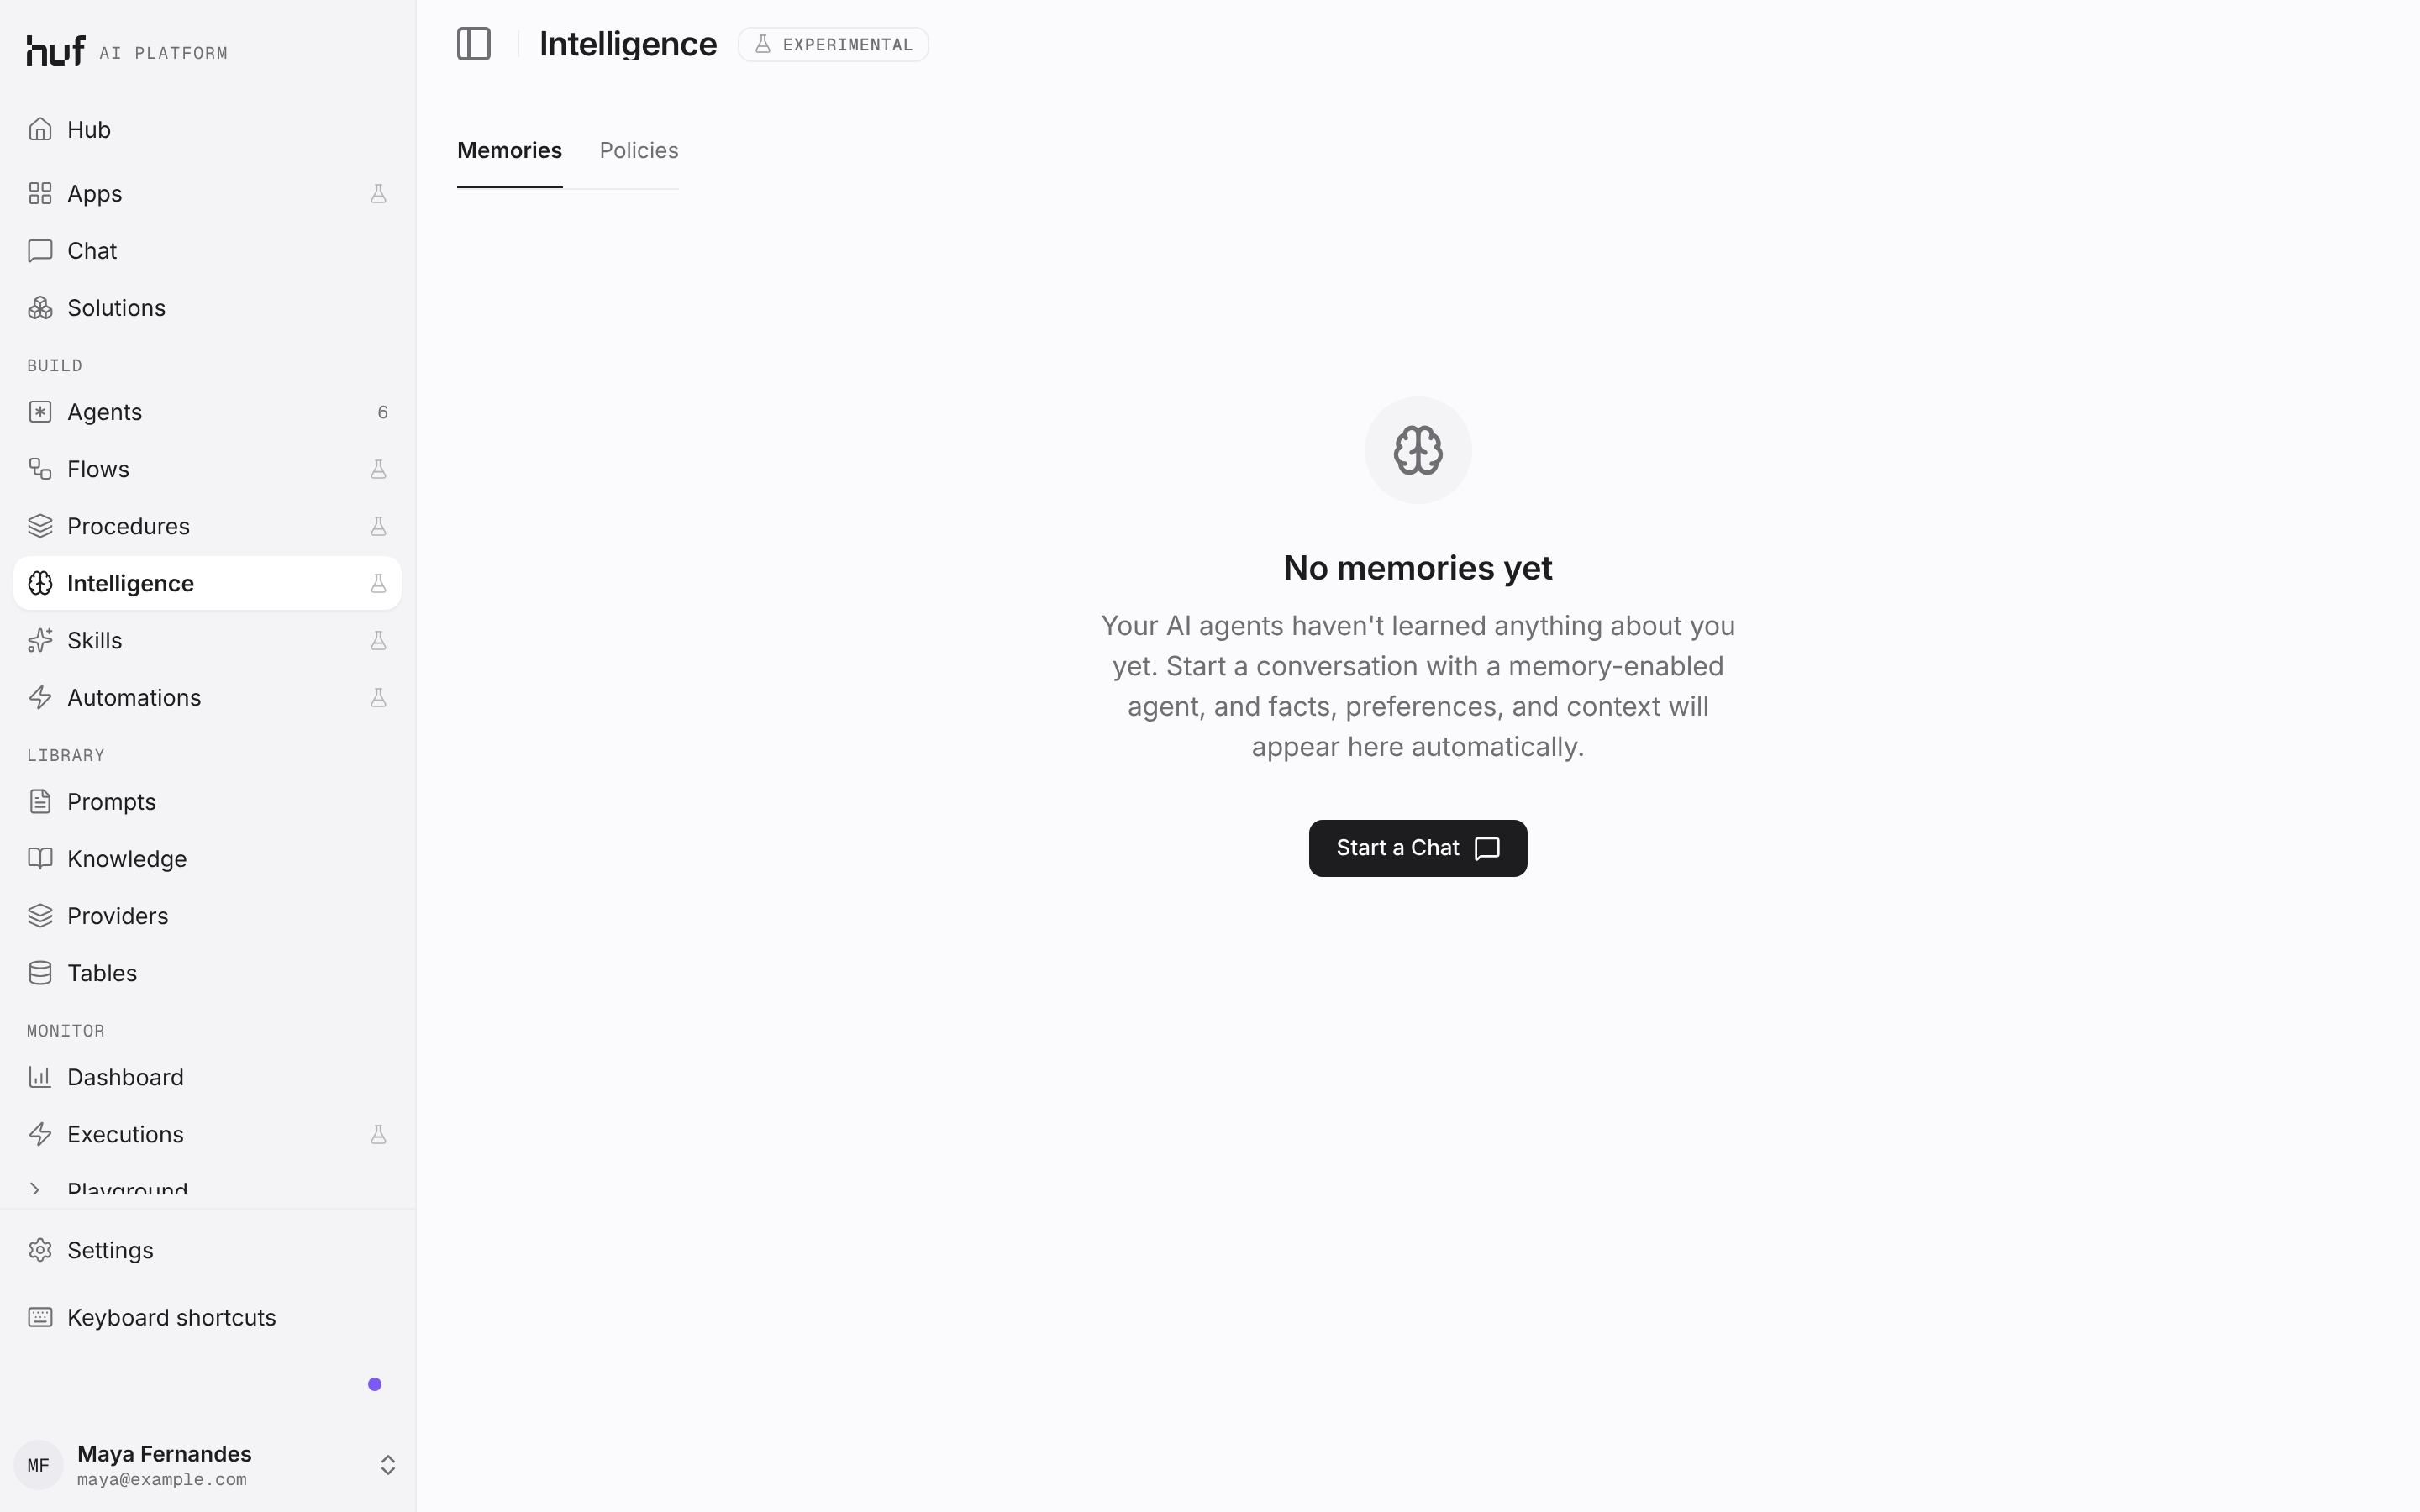 huf AI PLATFORM
Hub
Apps
Chat
Solutions
BUILD
Agents 6
Flows
Procedures
Intelligence
Skills
Automations
LIBRARY
Prompts
Knowledge
Providers
Tables
MONITOR
Dashboard
Executions
Playground
Settings
Keyboard shortcuts
MF
Maya Fernandes
maya@example.com
Intelligence EXPERIMENTAL
Memories Policies
No memories yet
Your AI agents haven't learned anything about you
yet. Start a conversation with a memory-enabled
agent, and facts, preferences, and context will
appear here automatically.
Start a Chat